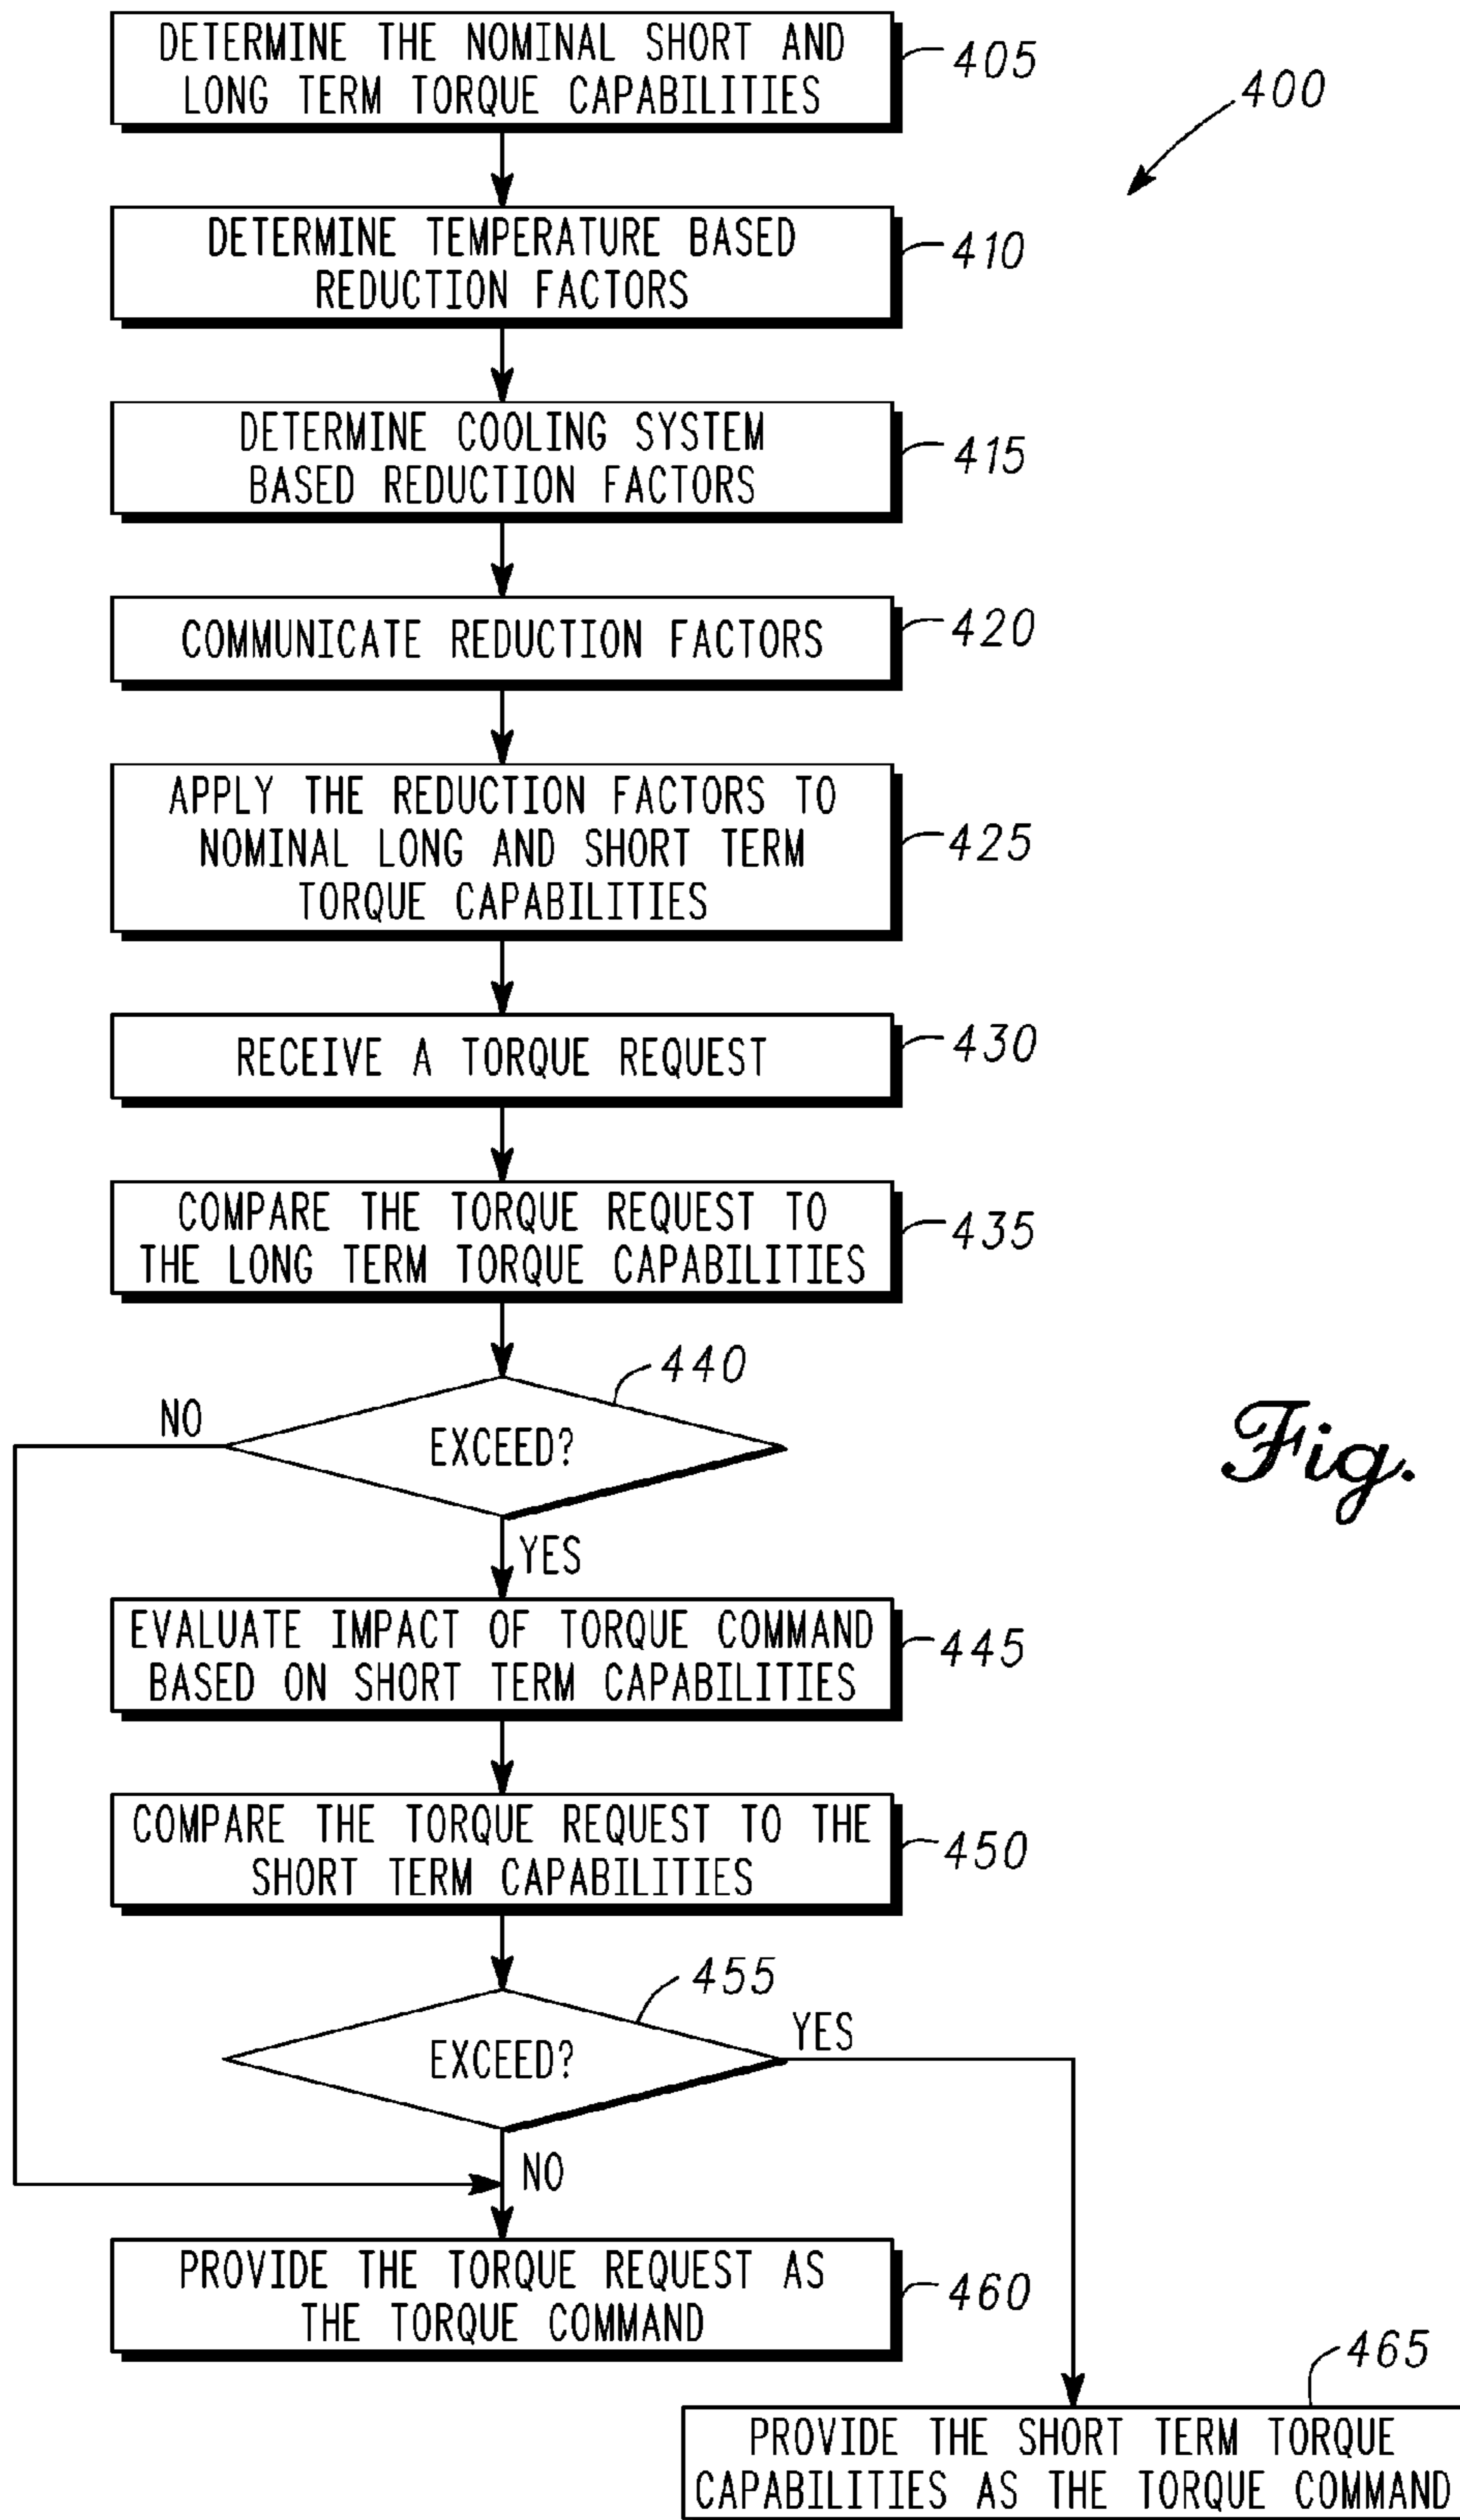 DETERMINE THE NOMINAL SHORT AND
LONG TERM TORQUE CAPABILITIES
405
400
DETERMINE TEMPERATURE BASED
REDUCTION FACTORS
410
DETERMINE COOLING SYSTEM
BASED REDUCTION FACTORS
415
COMMUNICATE REDUCTION FACTORS
420
APPLY THE REDUCTION FACTORS TO
NOMINAL LONG AND SHORT TERM
TORQUE CAPABILITIES
425
RECEIVE A TORQUE REQUEST
430
COMPARE THE TORQUE REQUEST TO
THE LONG TERM TORQUE CAPABILITIES
435
440
NO
EXCEED?
Fig.
YES
EVALUATE IMPACT OF TORQUE COMMAND
BASED ON SHORT TERM CAPABILITIES
445
COMPARE THE TORQUE REQUEST TO THE
SHORT TERM CAPABILITIES
450
455
YES
EXCEED?
NO
PROVIDE THE TORQUE REQUEST AS
THE TORQUE COMMAND
460
465
PROVIDE THE SHORT TERM TORQUE
CAPABILITIES AS THE TORQUE COMMAND